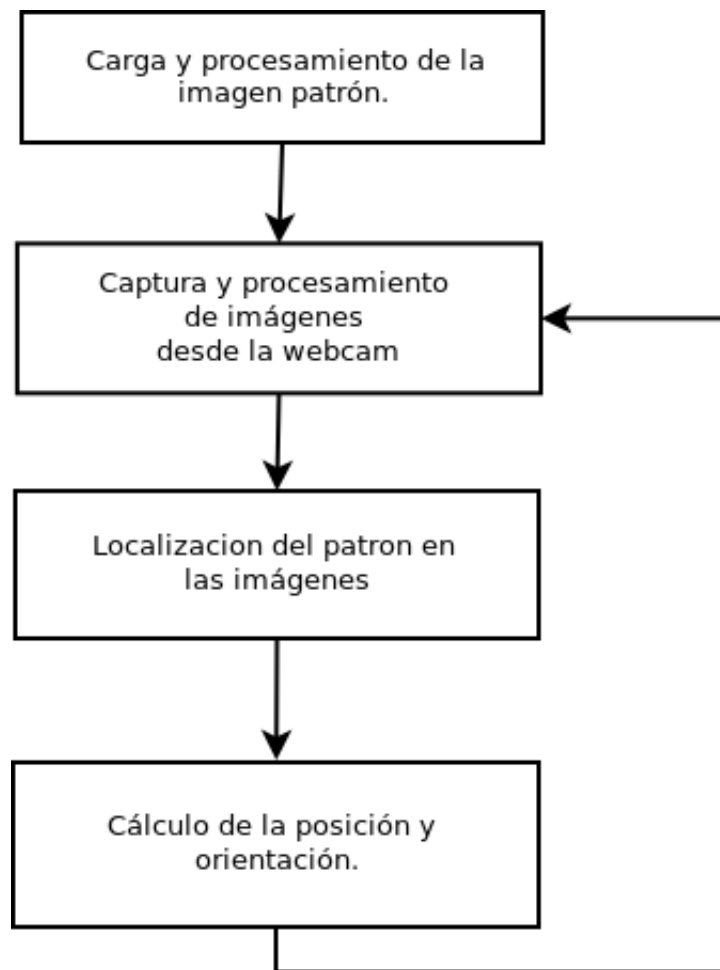 Carga y procesamiento de la
imagen patrón.
Captura y procesamiento
de imágenes
desde la webcam
Localizacion del patron en
las imágenes
Cálculo de la posición y
orientación.